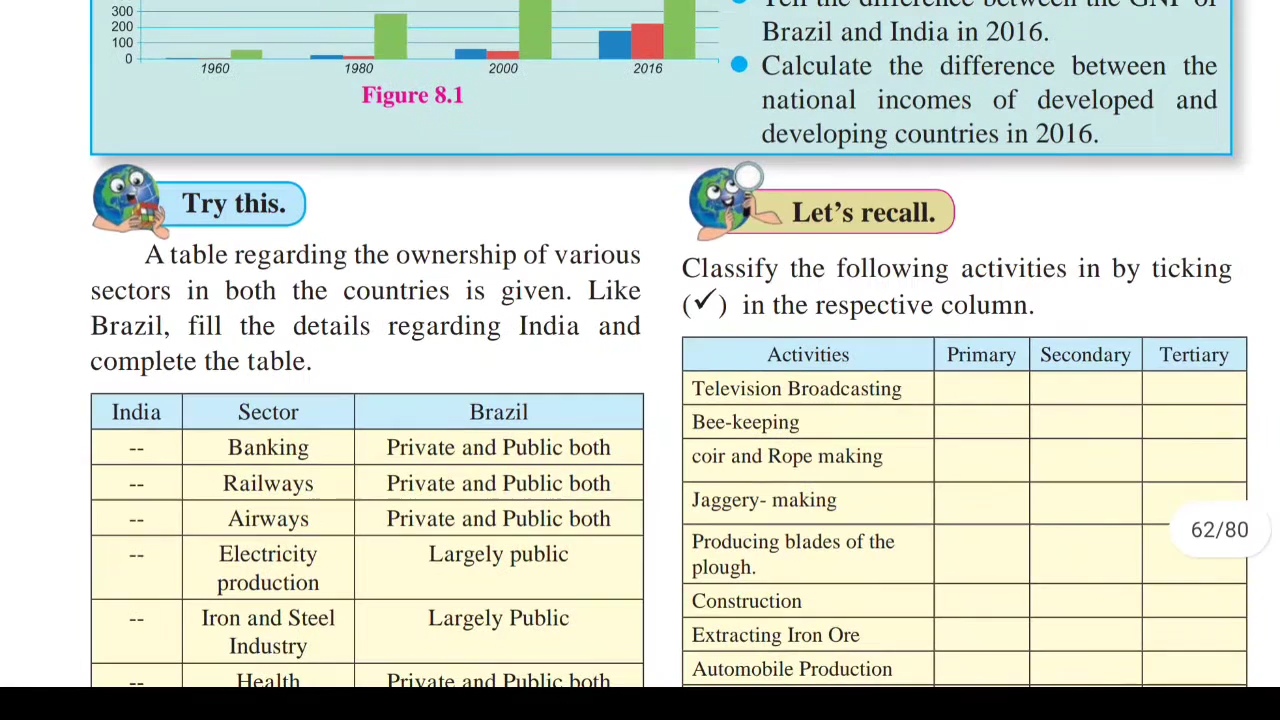 300
200
100
0
1960 1980 2000 2016
Figure 8.1
Brazil and India in 2016.
Calculate the difference between the
national incomes of developed and
developing countries in 2016.
Try this.
A table regarding the ownership of various
sectors in both the countries is given. Like
Brazil, fill the details regarding India and
complete the table.
India Sector Brazil
-- Banking Private and Public both
-- Railways Private and Public both
-- Airways Private and Public both
-- Electricity Largely public
production
-- Iron and Steel Largely Public
Industry
-- Health Private and Public both
Let's recall.
Classify the following activities in by ticking
(✓) in the respective column.
Activities Primary Secondary Tertiary
Television Broadcasting
Bee-keeping
coir and Rope making
Jaggery- making
Producing blades of the
plough.
Construction
Extracting Iron Ore
Automobile Production
62/80